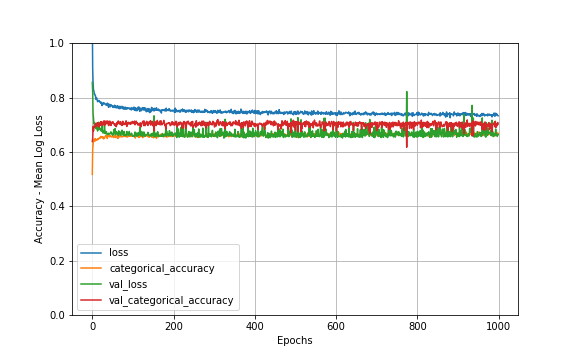 1.0
0.8
0.6
0.4
0.2
0.0
Accuracy - Mean Log Loss
loss
categorical_accuracy
val_loss
val_categorical_accuracy
0 200 400 600 800 1000
Epochs